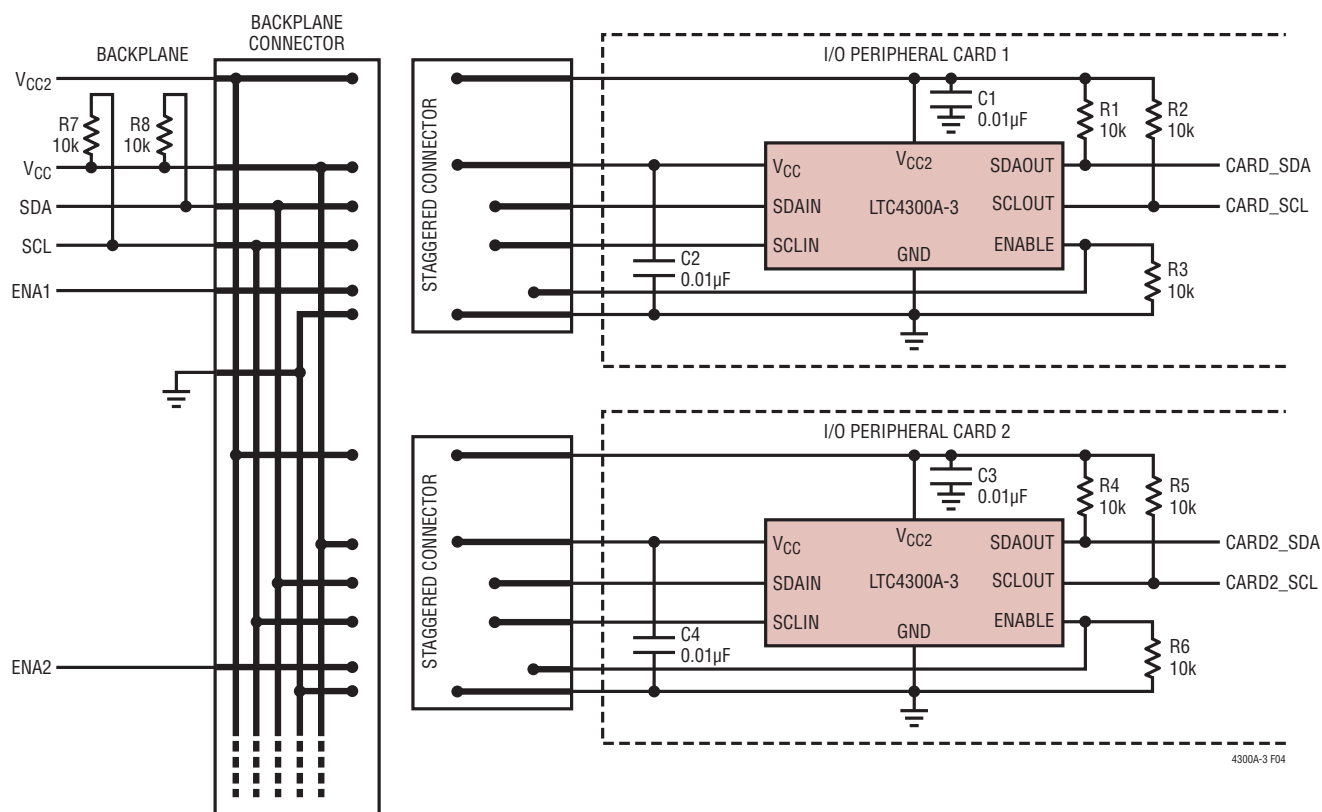 BACKPLANE
CONNECTOR
BACKPLANE
VCC2
R7
10k
R8
10k
VCC
SDA
SCL
ENA1
ENA2
STAGGERED CONNECTOR
I/O PERIPHERAL CARD 1
C1
0.01µF
R1
10k
R2
10k
VCC
VCC2
SDAOUT
CARD_SDA
SDAIN
LTC4300A-3
SCLOUT
CARD_SCL
SCLIN
GND
ENABLE
C2
0.01µF
R3
10k
STAGGERED CONNECTOR
I/O PERIPHERAL CARD 2
C3
0.01µF
R4
10k
R5
10k
VCC
VCC2
SDAOUT
CARD2_SDA
SDAIN
LTC4300A-3
SCLOUT
CARD2_SCL
SCLIN
GND
ENABLE
C4
0.01µF
R6
10k
4300A-3 F04